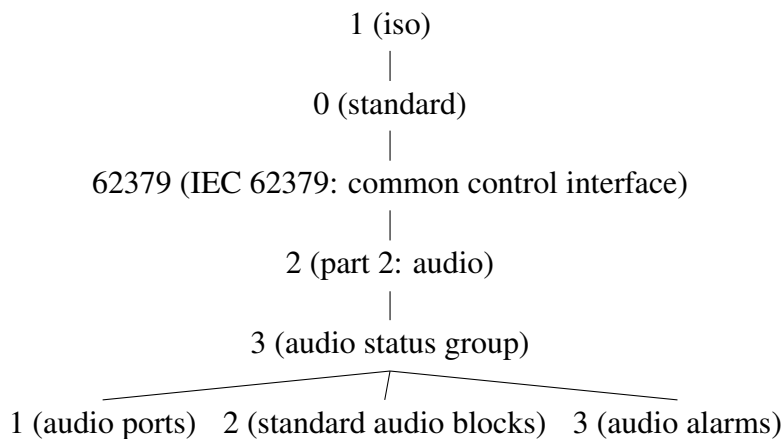 1 (iso)
0 (standard)
62379 (IEC 62379: common control interface)
2 (part 2: audio)
3 (audio status group)
1 (audio ports) 2 (standard audio blocks) 3 (audio alarms)